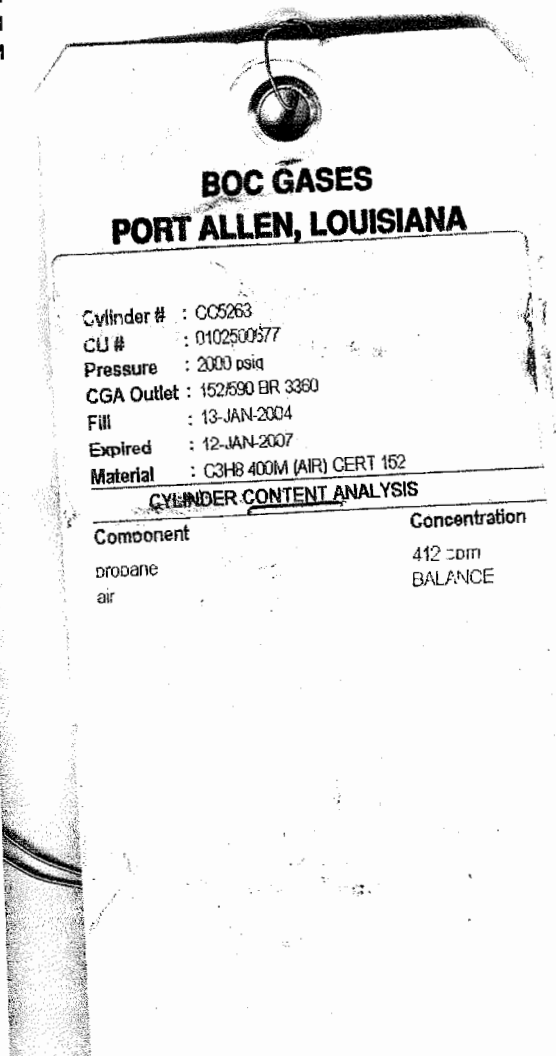 BOC GASES
PORT ALLEN, LOUISIANA
Cylinder # : CC5263
CU # : 0102500577
Pressure : 2000 psig
CGA Outlet : 152/590 BR 3360
Fill : 13-JAN-2004
Expired : 12-JAN-2007
Material : C3H8 400M (AIR) CERT 152
CYLINDER CONTENT ANALYSIS
Component Concentration
propane 412 ppm
air BALANCE